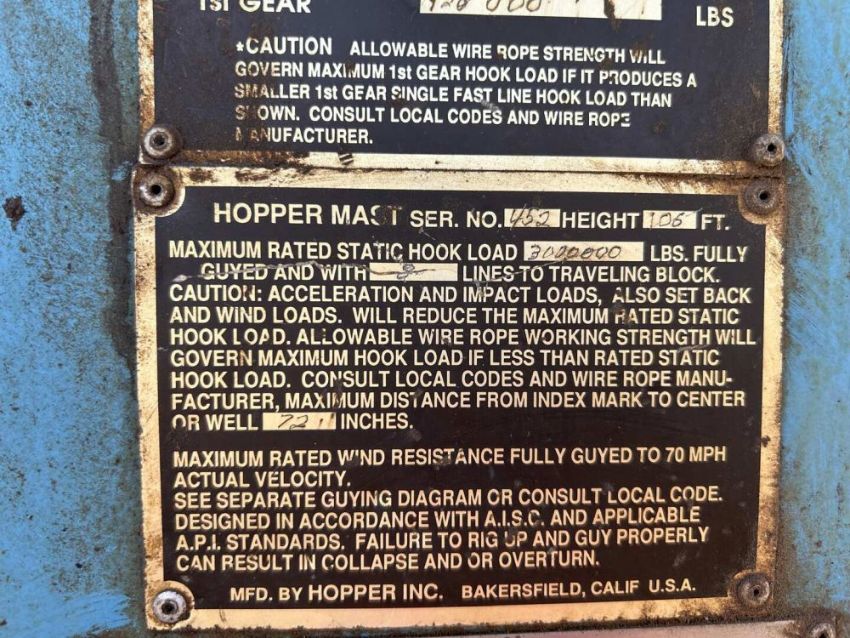 1st GEAR LBS
*CAUTION ALLOWABLE WIRE ROPE STRENGTH WILL
GOVERN MAXIMUM 1st GEAR HOOK LOAD IF IT PRODUCES A
SMALLER 1st GEAR SINGLE FAST LINE HOOK LOAD THAN
SHOWN. CONSULT LOCAL CODES AND WIRE ROPE
MANUFACTURER.
HOPPER MAST SER. NO. 452 HEIGHT 106 FT.
MAXIMUM RATED STATIC HOOK LOAD LBS. FULLY
GUYED AND WITH LINES TO TRAVELING BLOCK.
CAUTION: ACCELERATION AND IMPACT LOADS, ALSO SET BACK
AND WIND LOADS. WILL REDUCE THE MAXIMUM RATED STATIC
HOOK LOAD. ALLOWABLE WIRE ROPE WORKING STRENGTH WILL
GOVERN MAXIMUM HOOK LOAD IF LESS THAN RATED STATIC
HOOK LOAD. CONSULT LOCAL CODES AND WIRE ROPE MANU-
FACTURER, MAXIMUM DISTANCE FROM INDEX MARK TO CENTER
OR WELL 72 INCHES.
MAXIMUM RATED WIND RESISTANCE FULLY GUYED TO 70 MPH
ACTUAL VELOCITY.
SEE SEPARATE GUYING DIAGRAM OR CONSULT LOCAL CODE.
DESIGNED IN ACCORDANCE WITH A.I.S.C. AND APPLICABLE
A.P.I. STANDARDS. FAILURE TO RIG UP AND GUY PROPERLY
CAN RESULT IN COLLAPSE AND OR OVERTURN.
MFD. BY HOPPER INC. BAKERSFIELD, CALIF U.S.A.